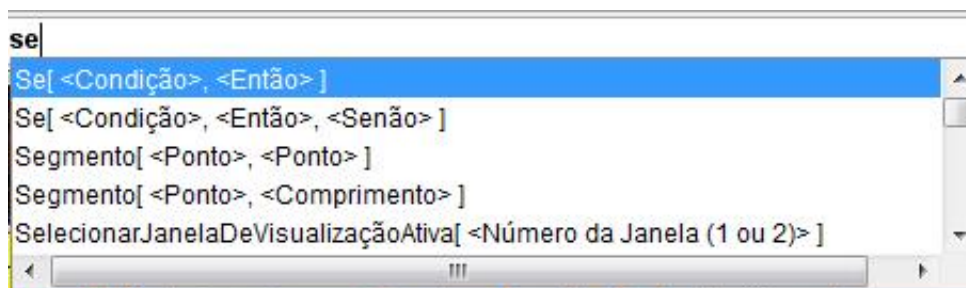 se
Se[ <Condição>, <Então> ]
Se[ <Condição>, <Então>, <Senão> ]
Segmento[ <Ponto>, <Ponto> ]
Segmento[ <Ponto>, <Comprimento> ]
SelecionarJanelaDeVisualizaçãoAtiva[ <Número da Janela (1 ou 2)> ]